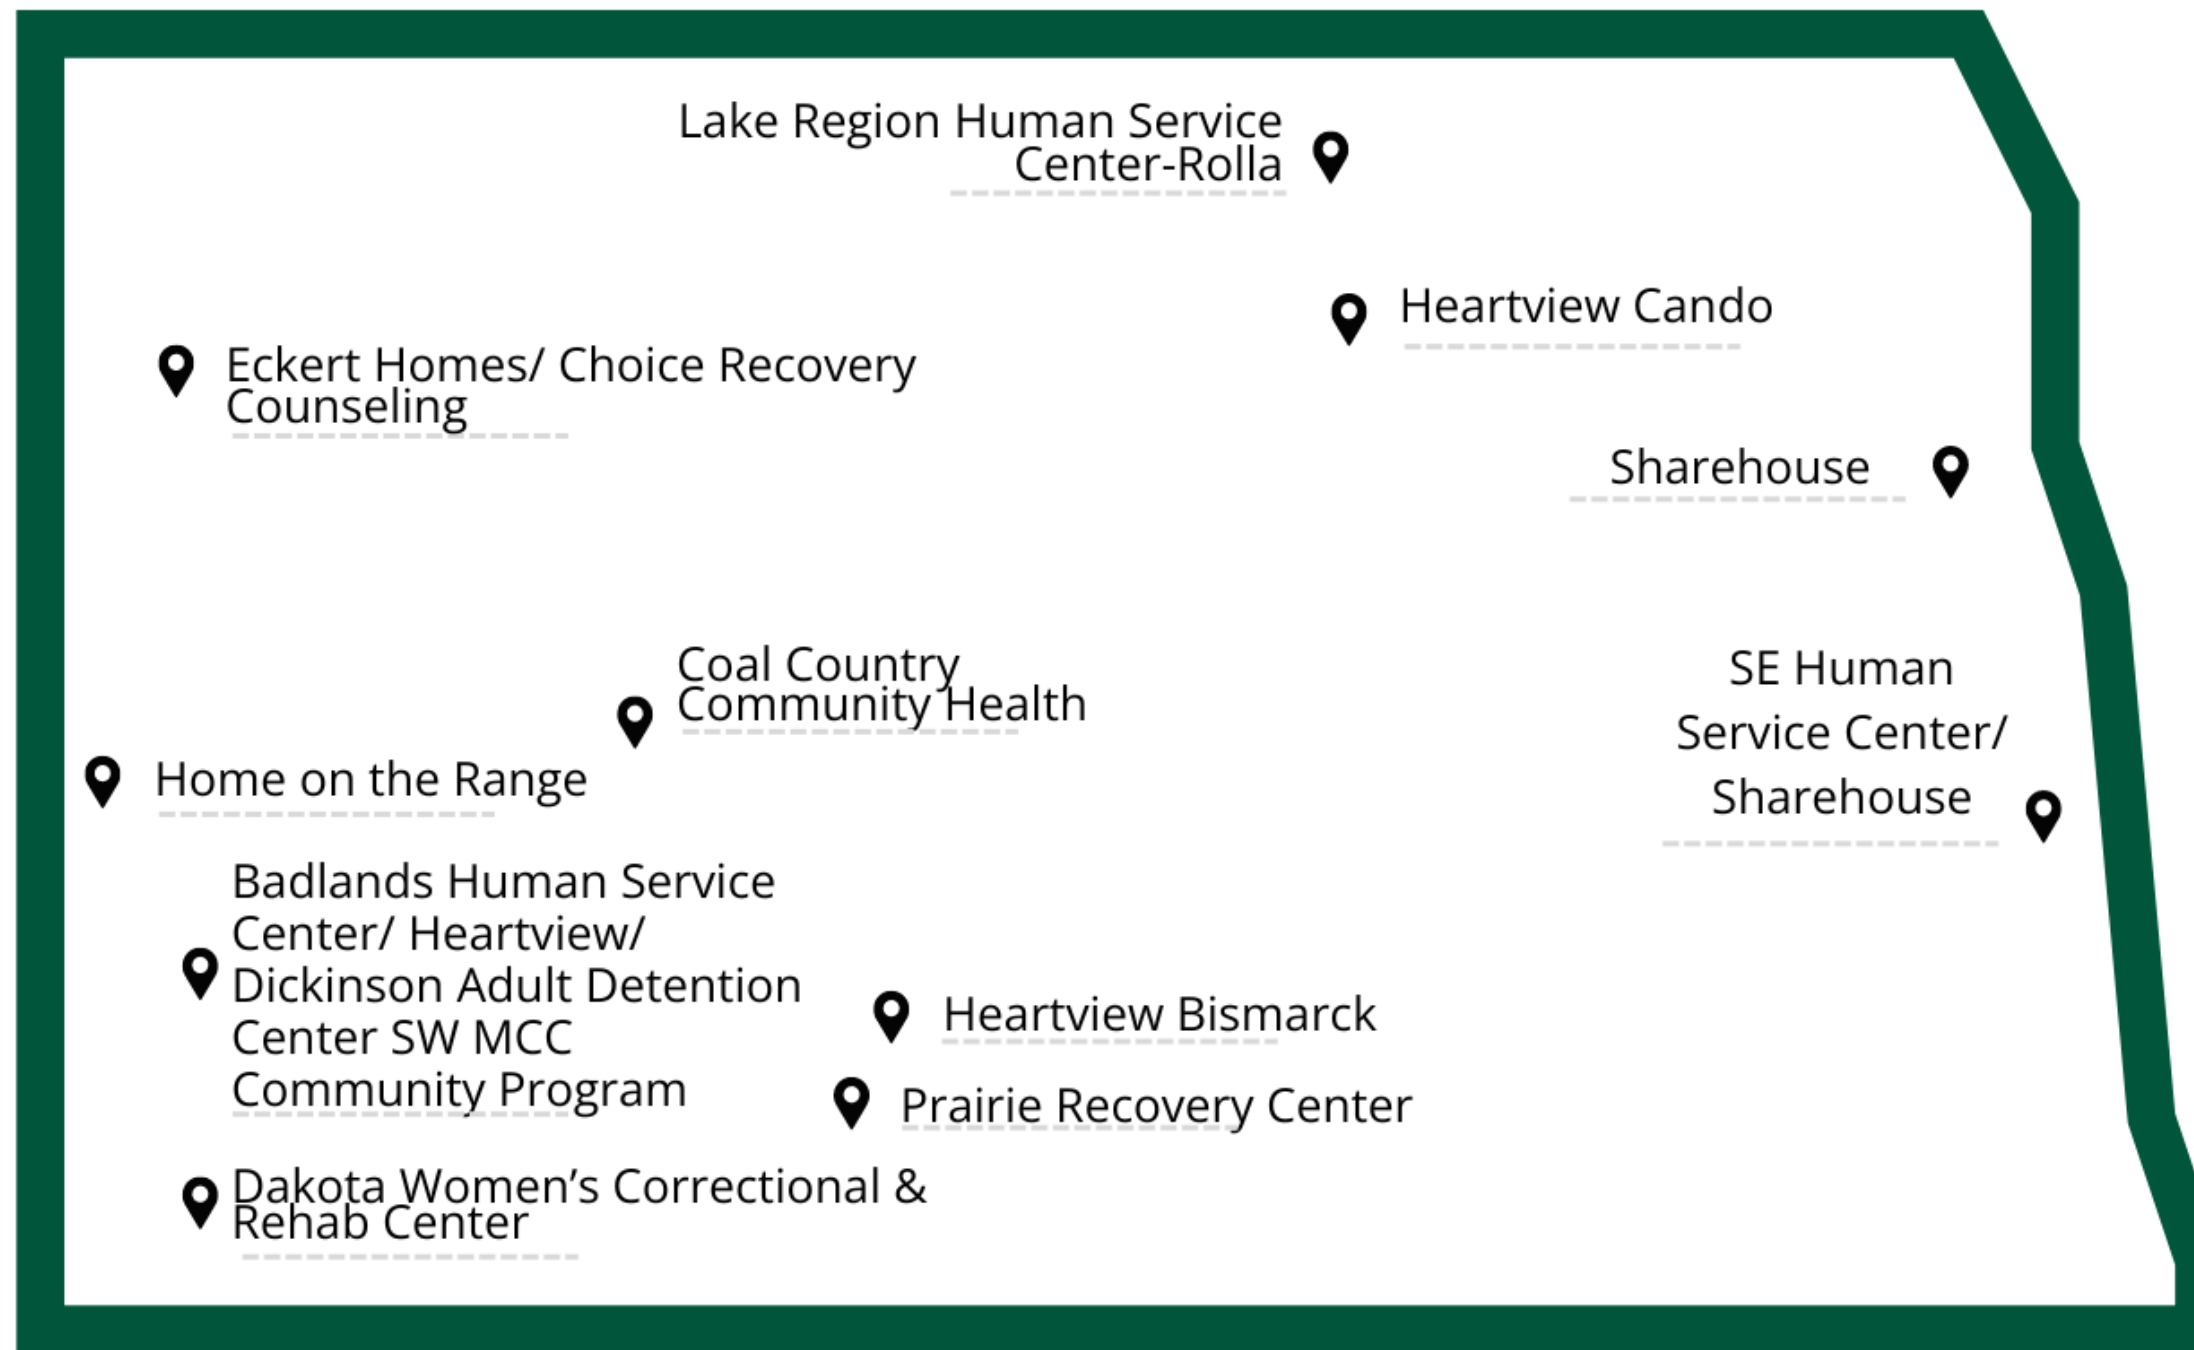 Lake Region Human Service
Center-Rolla
Heartview Cando
Eckert Homes/ Choice Recovery
Counseling
Sharehouse
Coal Country
Community Health
SE Human
Service Center/
Sharehouse
Home on the Range
Badlands Human Service
Center/ Heartview/
Dickinson Adult Detention
Center SW MCC
Community Program
Heartview Bismarck
Prairie Recovery Center
Dakota Women’s Correctional &
Rehab Center